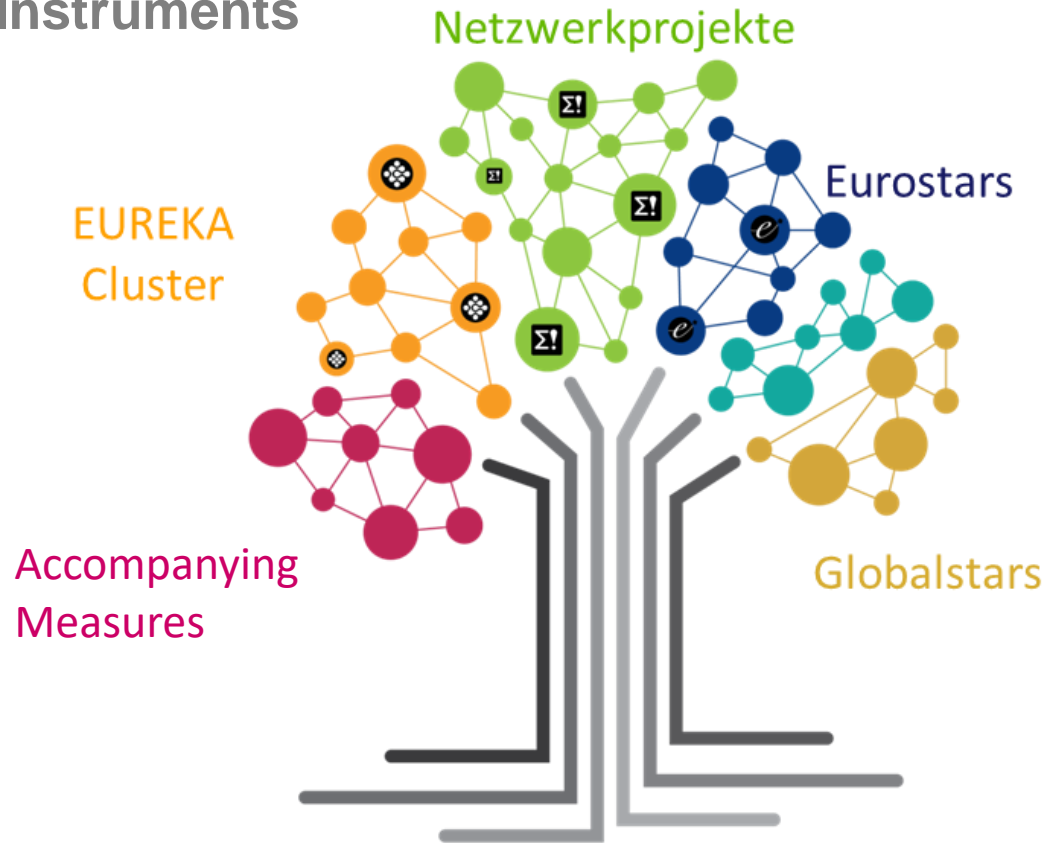 Instruments
Netzwerkprojekte
Eurostars
EUREKA
Cluster
Σ!
Σ!
Σ!
Σ!
e
e
Accompanying
Measures
Globalstars